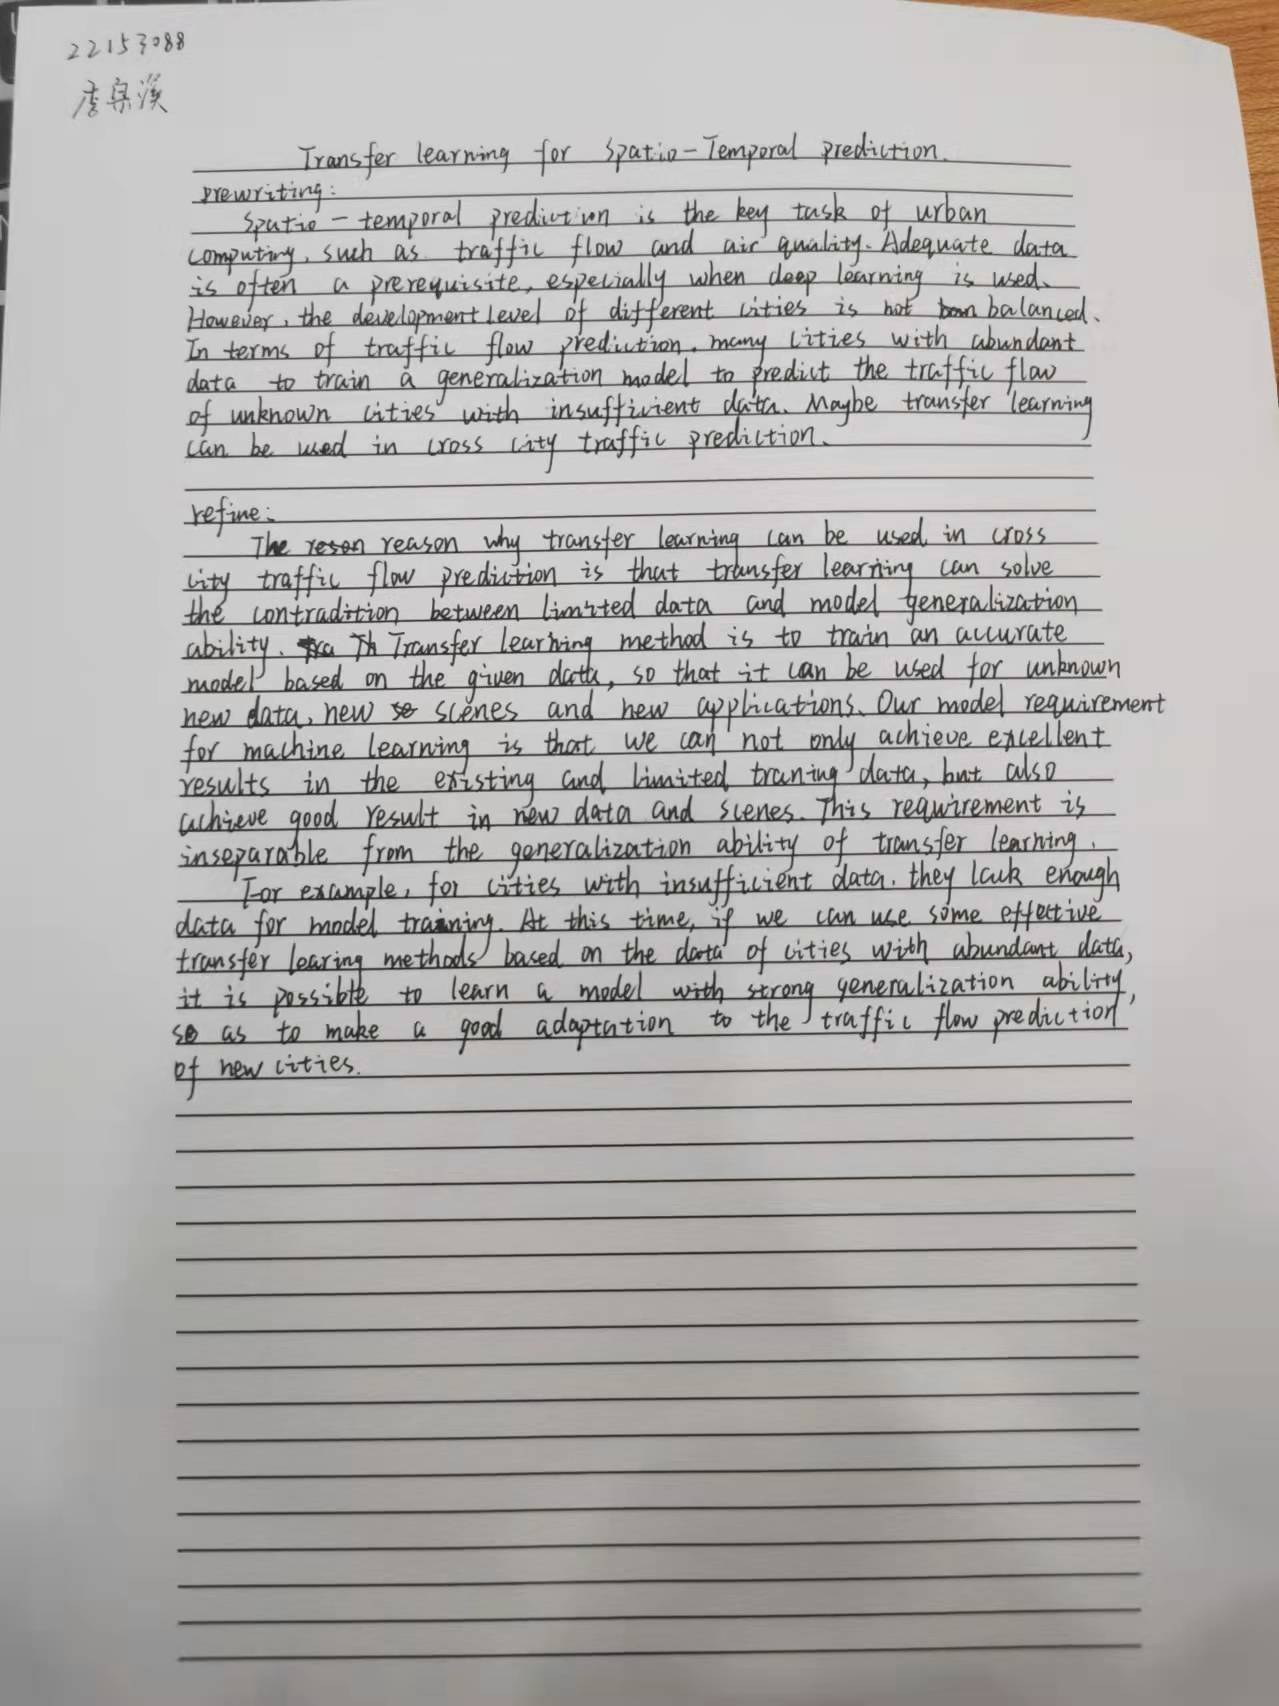 22153088
李
Transfer learning for Spatio-Temporal prediction.
prewriting:
Spatio-temporal prediction is the key task of urban
computing, such as traffic flow and air quality. Adequate data
is often a prerequisite, especially when deep learning is used.
However, the development level of different cities is not balanced.
In terms of traffic flow prediction, many cities with abundant
data to train a generalization model to predict the traffic flow
of unknown cities with insufficient data. Maybe transfer learning
can be used in cross city traffic prediction.
refine:
The reson reason why transfer learning can be used in cross
city traffic flow prediction is that transfer learning can solve
the contradition between limited data and model generalization
ability. Tra Th Transfer learning method is to train an accurate
model based on the given data, so that it can be used for unknown
new data, new se scenes and new applications. Our model requirement
for machine learning is that we can not only achieve excellent
results in the existing and limited traning data, but also
achieve good result in new data and scenes. This requirement is
inseparable from the generalization ability of transfer learning.
For example, for cities with insufficient data. they lack enough
data for model training. At this time, if we can use some effective
transfer learing methods based on the data of cities with abundant data,
it is possible to learn a model with strong generalization ability,
so as to make a good adaptation to the traffic flow prediction
of new cities.